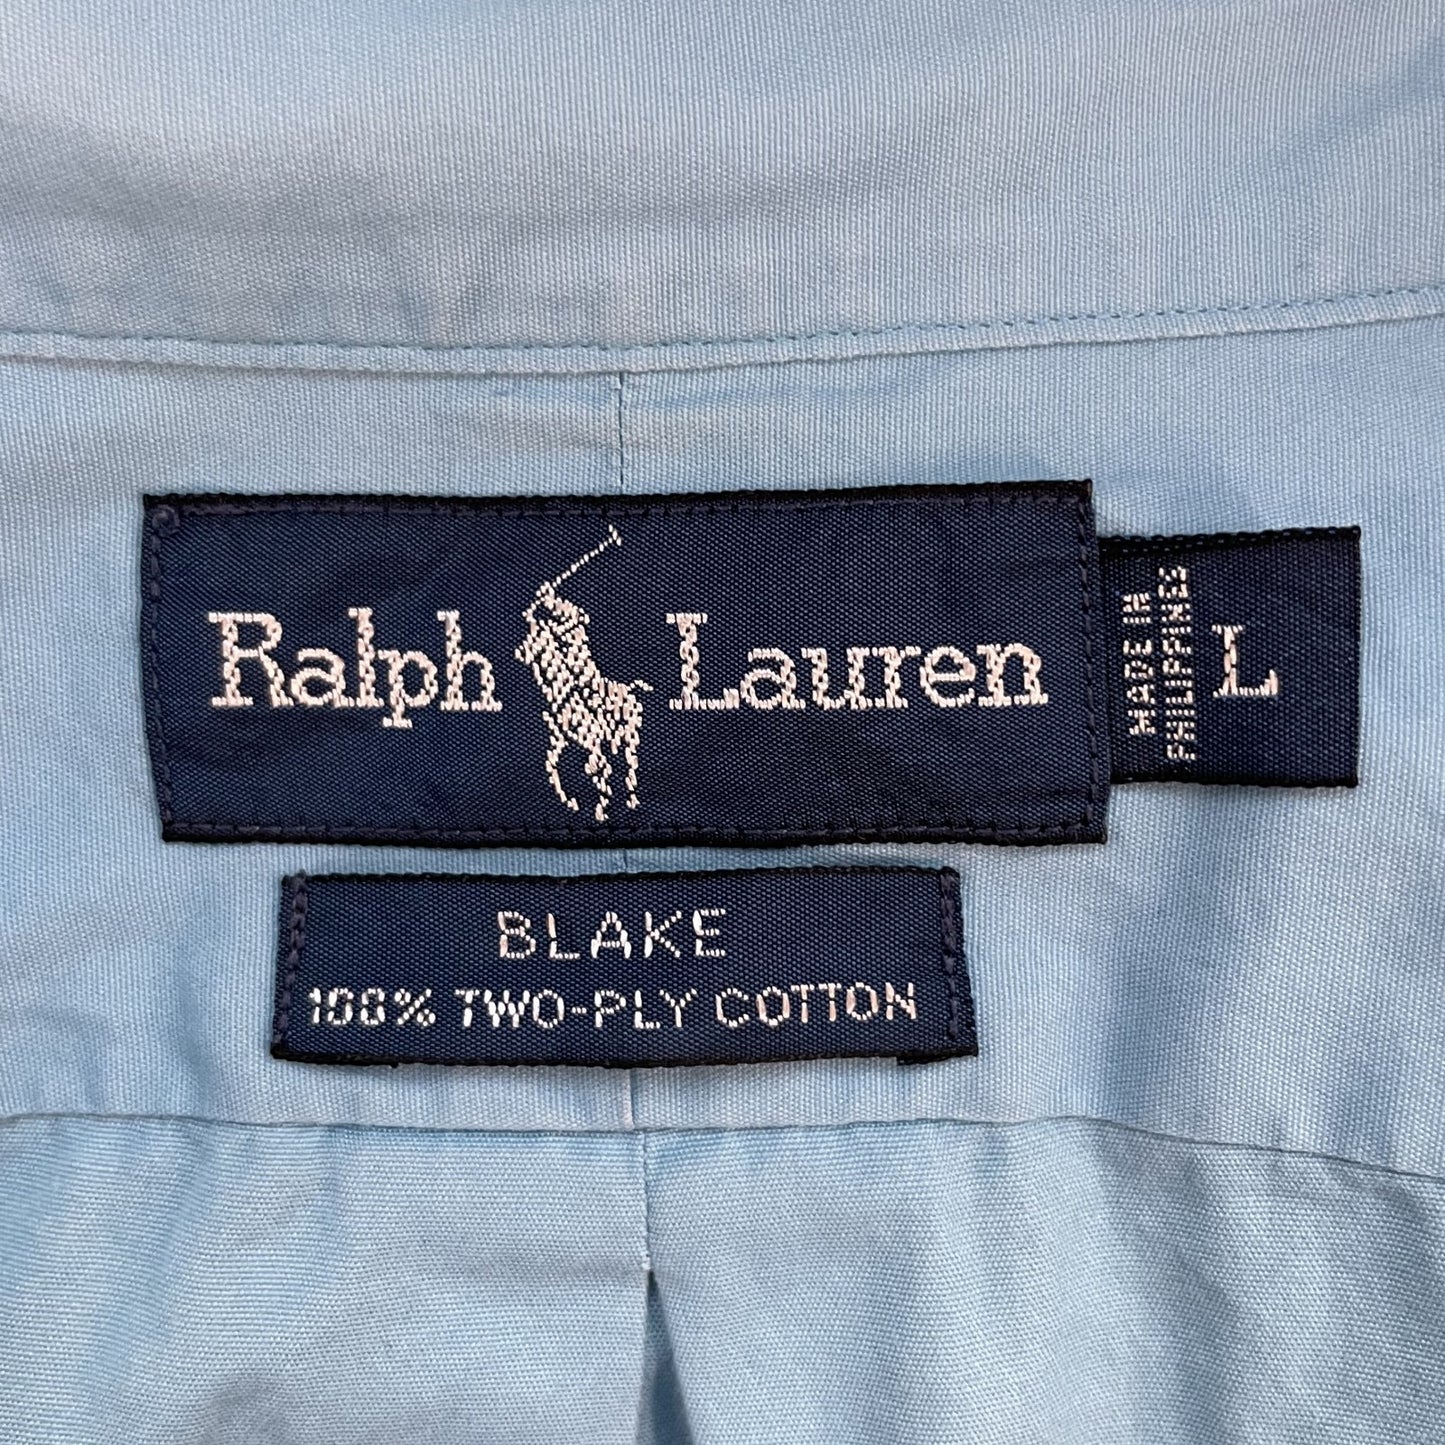 Ralph Lauren
MADE IN
PHILIPPINES
L
BLAKE
100% TWO-PLY COTTON